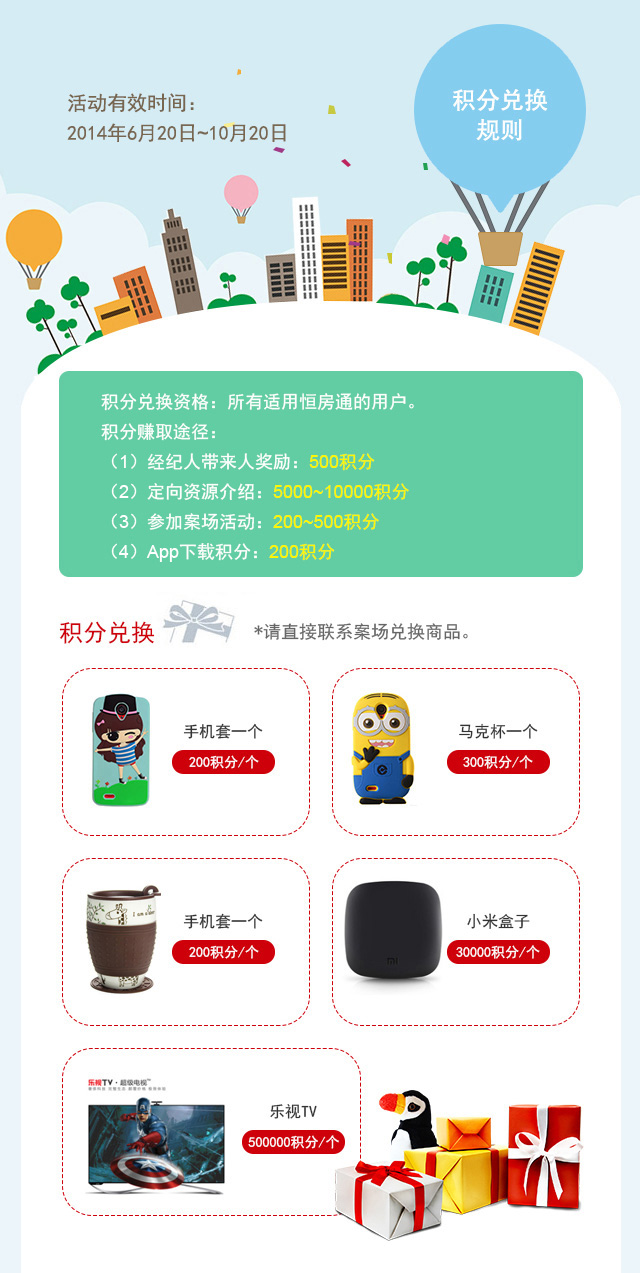 活动有效时间：
2014年6月20日~10月20日
积分兑换
规则
积分兑换资格：所有适用恒房通的用户。
积分赚取途径：
（1）经纪人带来人奖励：500积分
（2）定向资源介绍：5000~10000积分
（3）参加案场活动：200~500积分
（4）App下载积分：200积分
积分兑换
*请直接联系案场兑换商品。
手机套一个
200积分/个
马克杯一个
300积分/个
手机套一个
200积分/个
小米盒子
30000积分/个
乐视TV·超级电视™
乐视TV
500000积分/个